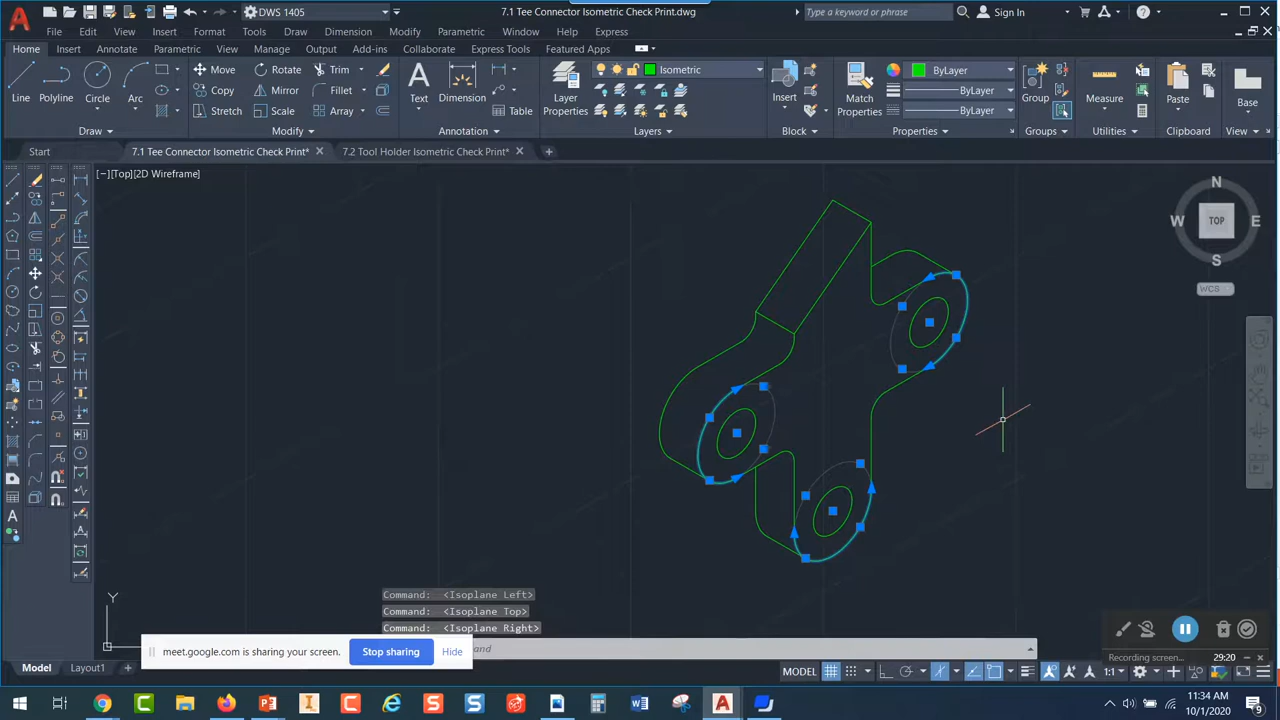 DWS 1405
7.1 Tee Connector Isometric Check Print.dwg
Type a keyword or phrase
Sign In
File Edit View Insert Format Tools Draw Dimension Modify Parametric Window Help Express
Home Insert Annotate Parametric View Manage Output Add-ins Collaborate Express Tools Featured Apps
Line
Polyline
Circle
Arc
Move
Rotate
Trim
Copy
Mirror
Fillet
Stretch
Scale
Array
Text
Dimension
Table
Layer
Properties
Isometric
Insert
Match
Properties
ByLayer
ByLayer
ByLayer
Group
Measure
Paste
Base
Draw
Modify
Annotation
Layers
Block
Properties
Groups
Utilities
Clipboard
View
Start
7.1 Tee Connector Isometric Check Print*
7.2 Tool Holder Isometric Check Print*
[−][Top][2D Wireframe]
N
W TOP E
S
WCS
Command: <Isoplane Left>
Command: <Isoplane Top>
Command: <Isoplane Right>
Y
meet.google.com is sharing your screen.
Stop sharing
Hide
Recording screen...
29:20
Model
Layout1
MODEL
1:1
11:34 AM
10/1/2020